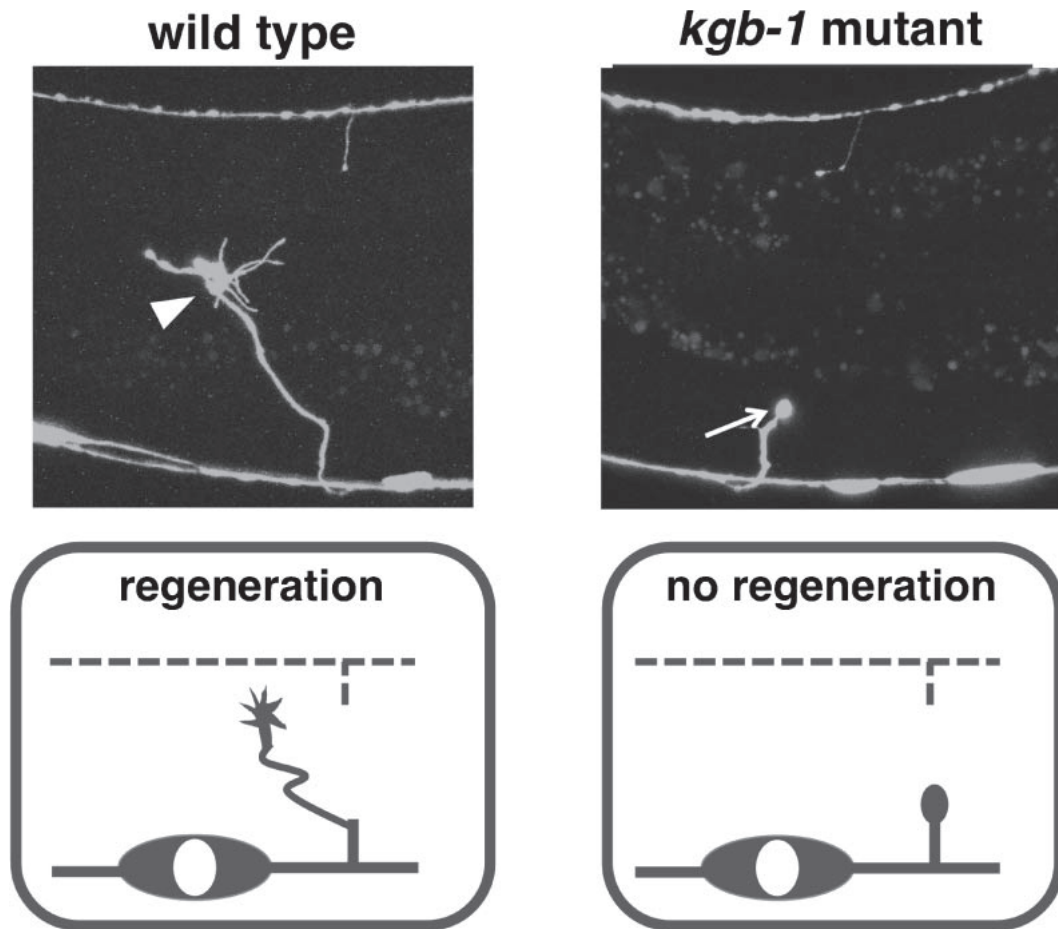 wild type
kgb-1 mutant
regeneration
no regeneration